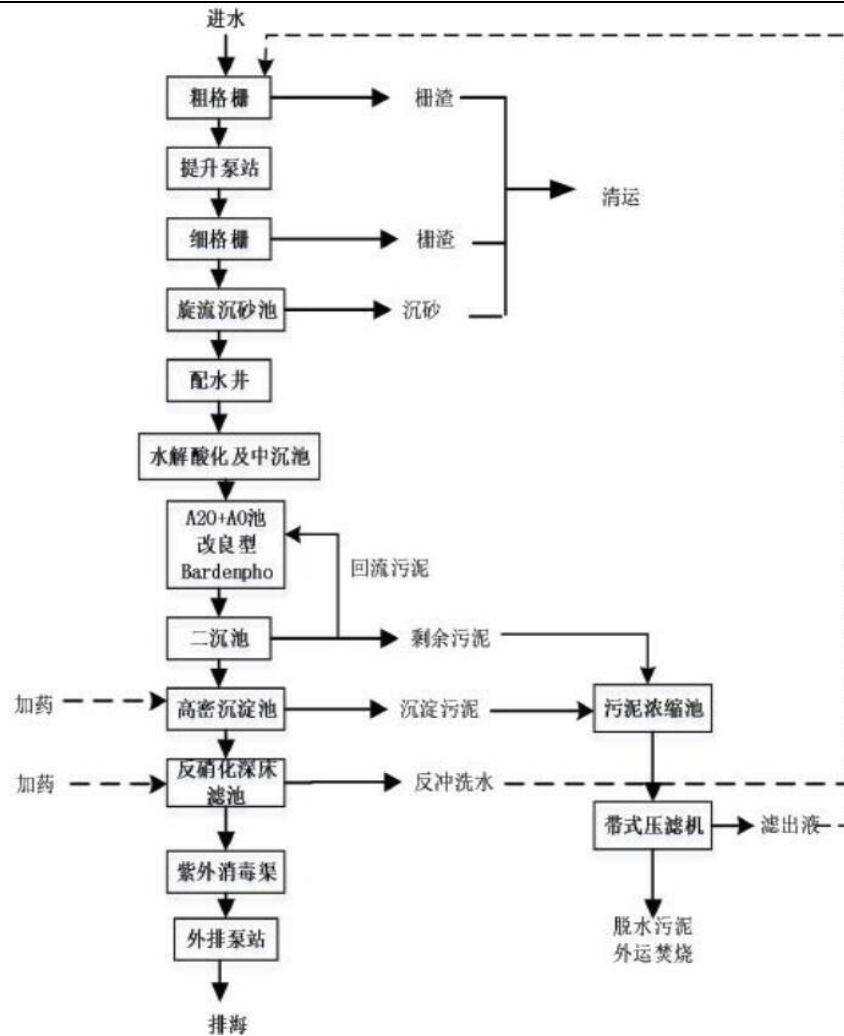 进水
粗格栅
栅渣
提升泵站
清运
细格栅
栅渣
旋流沉砂池
沉砂
配水井
水解酸化及中沉池
A2O+AO池
改良型
Bardenpho
回流污泥
二沉池
剩余污泥
加药
高密沉淀池
沉淀污泥
污泥浓缩池
加药
反硝化深床
滤池
反冲洗水
带式压滤机
滤出液
紫外消毒渠
脱水污泥
外运焚烧
外排泵站
排海